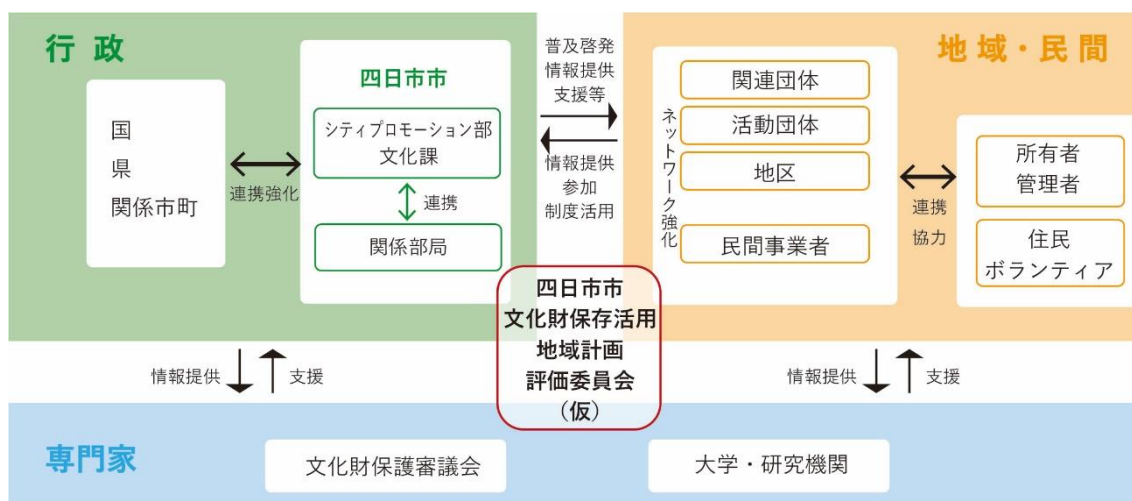 行政
国
県
関係市町
連携強化
四日市市
シティプロモーション部
文化課
連携
関係部局
普及啓発
情報提供
支援等
情報提供
参加
制度活用
地域・民間
ネットワーク強化
関連団体
活動団体
地区
民間事業者
連携
協力
所有者
管理者
住民
ボランティア
四日市市
文化財保存活用
地域計画
評価委員会
(仮)
情報提供
支援
情報提供
支援
専門家
文化財保護審議会
大学・研究機関